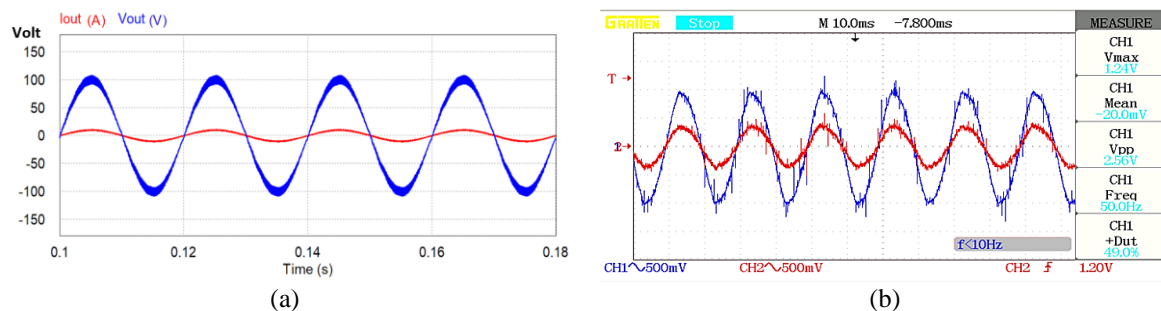 Iout (A) Vout (V)
Volt
150
100
50
0
-50
-100
-150
0.1 0.12 0.14 0.16 0.18
Time (s)
(a)
GRATTEN Stop M 10.0ms -7.800ms MEASURE
CH1
Vmax
1.24V
CH1
Mean
-20.0mV
CH1
Vpp
2.56V
CH1
Freq
50.0Hz
CH1
+Dut
49.0%
T
f<10Hz
CH1 500mV CH2 500mV CH2 1.20V
(b)